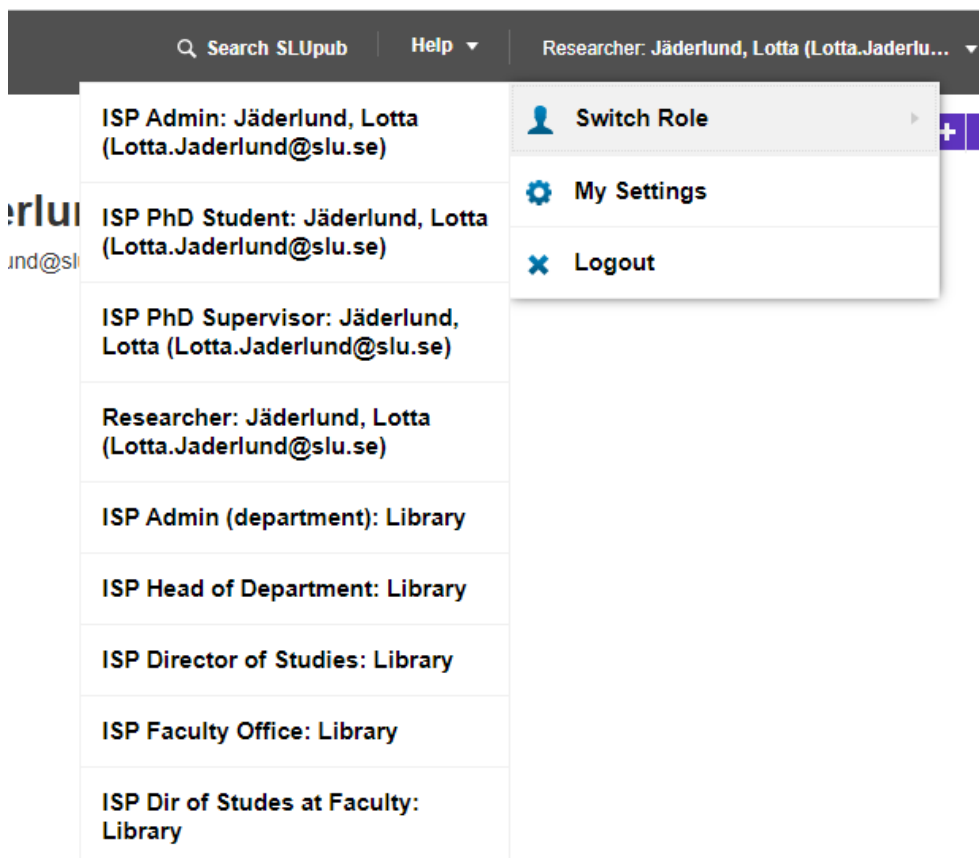 Search SLUpub Help Researcher: Jäderlund, Lotta (Lotta.Jaderlu...
Switch Role
My Settings
Logout
ISP Admin: Jäderlund, Lotta
(Lotta.Jaderlund@slu.se)
ISP PhD Student: Jäderlund, Lotta
(Lotta.Jaderlund@slu.se)
ISP PhD Supervisor: Jäderlund,
Lotta (Lotta.Jaderlund@slu.se)
Researcher: Jäderlund, Lotta
(Lotta.Jaderlund@slu.se)
ISP Admin (department): Library
ISP Head of Department: Library
ISP Director of Studies: Library
ISP Faculty Office: Library
ISP Dir of Studes at Faculty:
Library